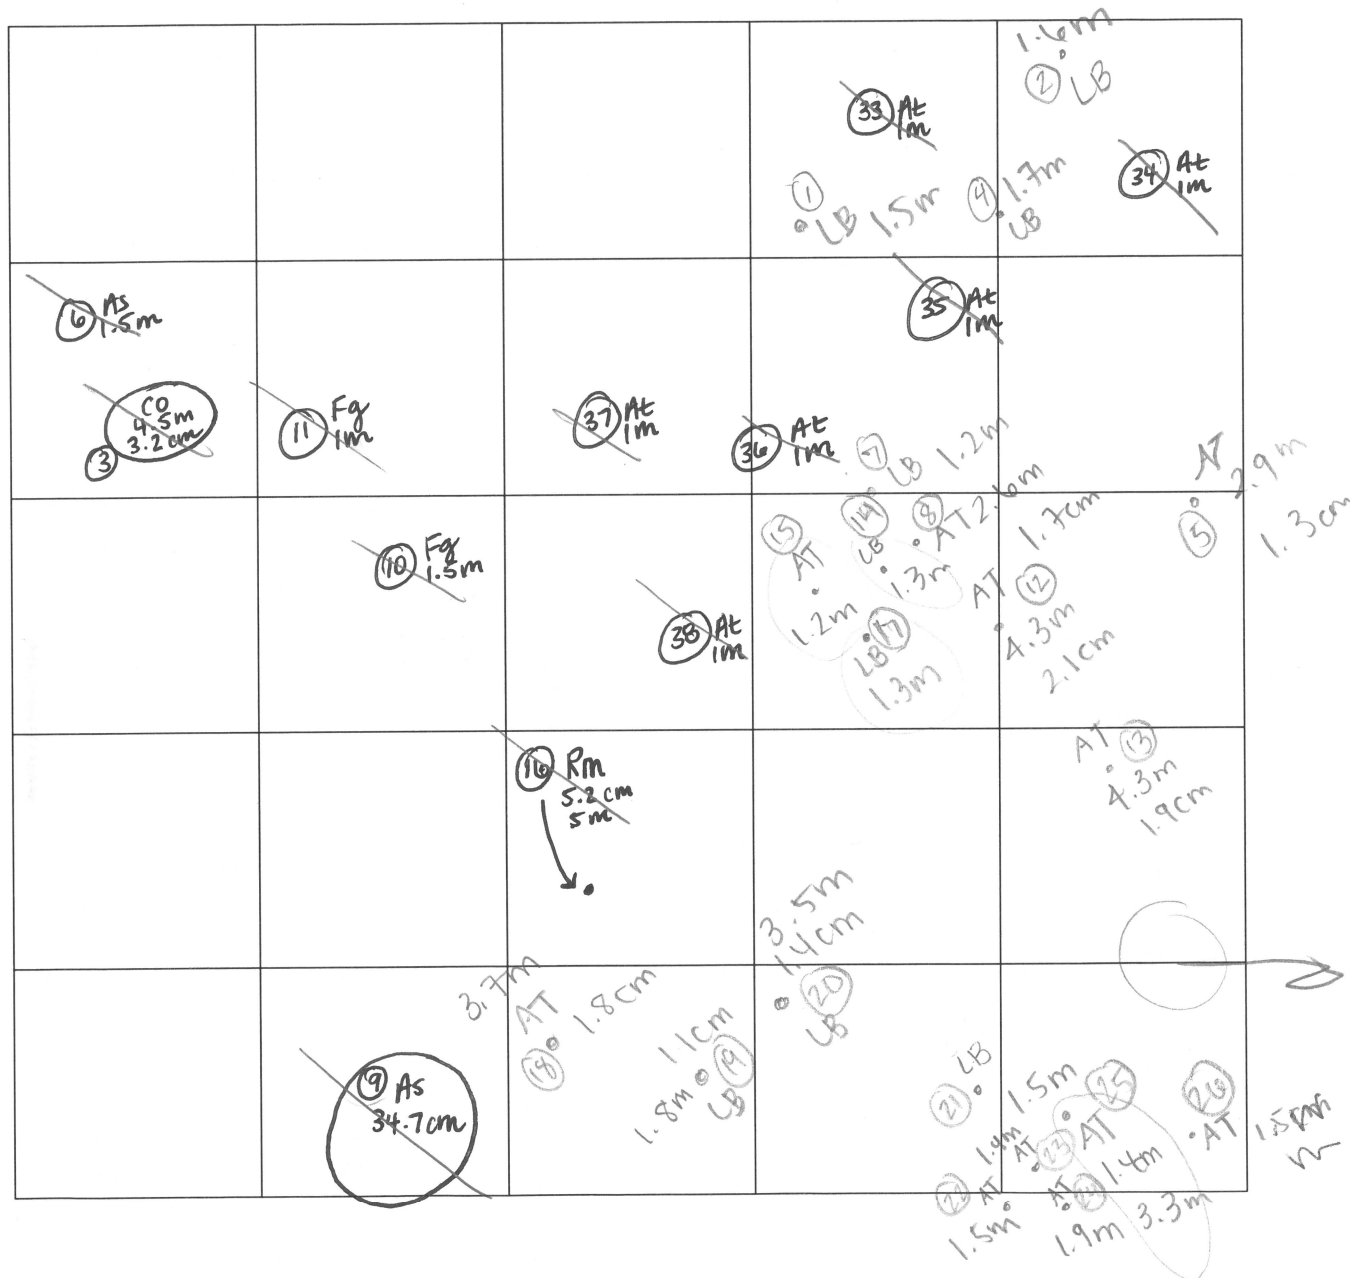 1.6m
2 LB
33 At
1m
34 At
1m
1
LB 1.5m
4 1.7m
LB
6 As
1.5m
35 At
1m
CO
4.5m
3.2cm
3
11 Fg
1m
37 At
1m
36 At
1m
7 LB 1.2m
5
2.9m
1.3cm
10 Fg
1.5m
15 AT
1.2m
14 LB
1.3m
8 AT 2.6m
1.7cm
AT 12
4.3m
2.1cm
38 At
1m
LB 17
1.3m
16 Rm
5.2cm
5m
AT 13
4.3m
1.9cm
3.5m
1.4cm
20
LB
3.7m
AT 1.8cm
18
11cm
1.8m 19
LB
9 As
34.7cm
21 LB
1.5m 25
AT
26
AT
1.4m
AT 23
1.4m
3.3m
22 AT
1.5m
AT
1.9m